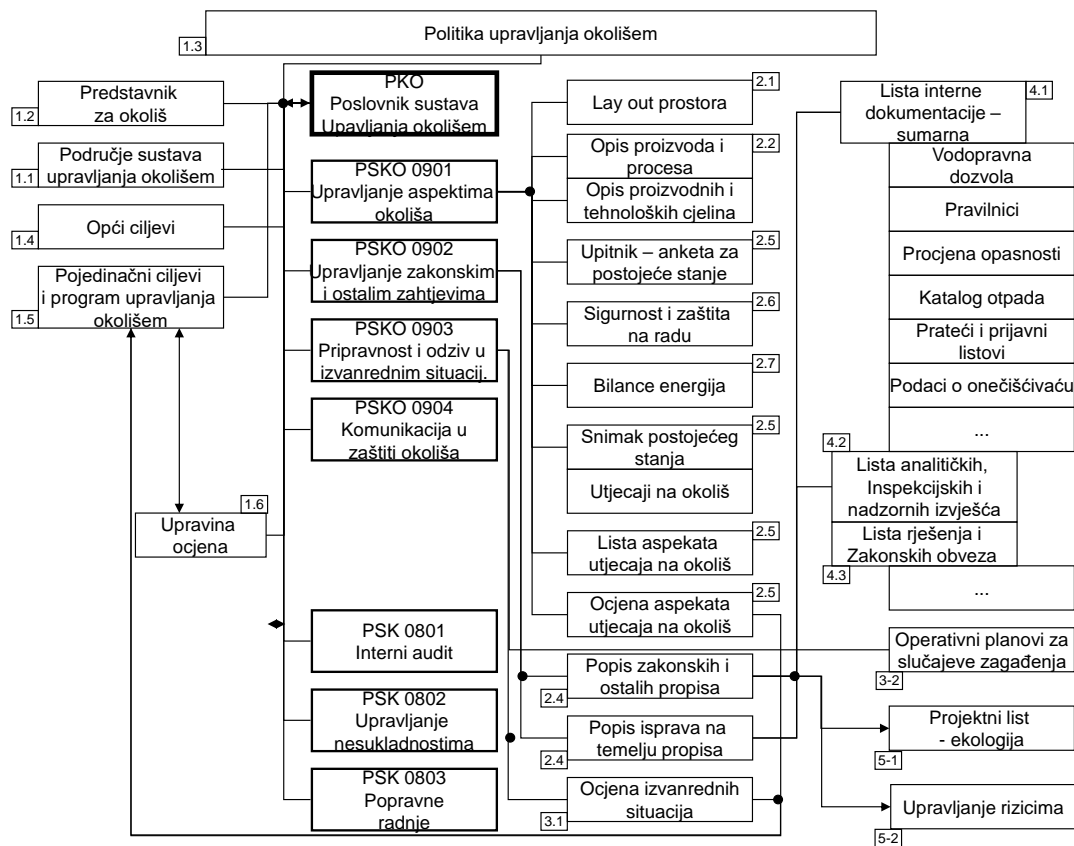 Politika upravljanja okolišem
1.3
Predstavnik
za okoliš
1.2
Područje sustava
upravljanja okolišem
1.1
Opći ciljevi
1.4
Pojedinačni ciljevi
i program upravljanja
okolišem
1.5
1.6
Upravina
ocjena
PKO
Poslovnik sustava
Upavljanja okolišem
PSKO 0901
Upravljanje aspektima
okoliša
PSKO 0902
Upravljanje zakonskim
i ostalim zahtjevima
PSKO 0903
Pripravnost i odziv u
izvanrednim situacij.
PSKO 0904
Komunikacija u
zaštiti okoliša
PSK 0801
Interni audit
PSK 0802
Upravljanje
nesukladnostima
PSK 0803
Popravne
radnje
2.1
Lay out prostora
2.2
Opis proizvoda i
procesa
Opis proizvodnih i
tehnoloških cjelina
2.5
Upitnik – anketa za
postojeće stanje
2.6
Sigurnost i zaštita
na radu
2.7
Bilance energija
2.5
Snimak postojećeg
stanja
Utjecaji na okoliš
2.5
Lista aspekata
utjecaja na okoliš
2.5
Ocjena aspekata
utjecaja na okoliš
Popis zakonskih i
ostalih propisa
2.4
Popis isprava na
temelju propisa
2.4
Ocjena izvanrednih
situacija
3.1
4.1
Lista interne
dokumentacije –
sumarna
Vodopravna
dozvola
Pravilnici
Procjena opasnosti
Katalog otpada
Prateći i prijavni
listovi
Podaci o onečišćivaću
...
4.2
Lista analitičkih,
Inspekcijskih i
nadzornih izvješća
Lista rješenja i
Zakonskih obveza
4.3
...
Operativni planovi za
slučajeve zagađenja
3-2
Projektni list
- ekologija
5-1
Upravljanje rizicima
5-2